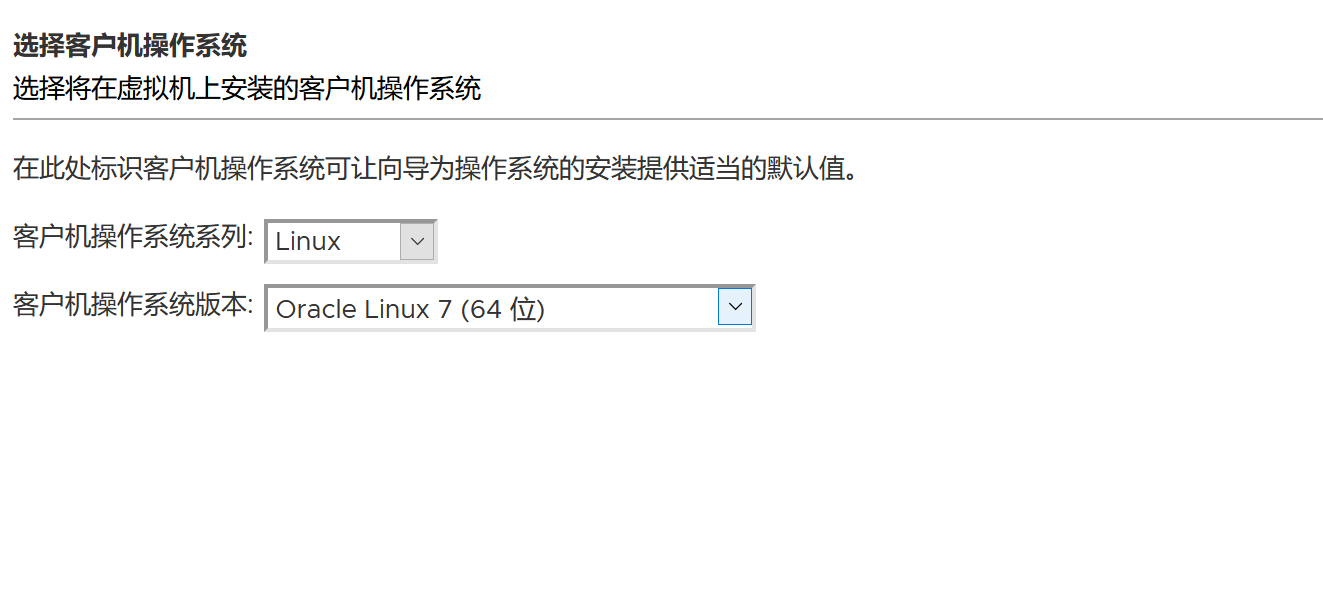 选择客户机操作系统
选择将在虚拟机上安装的客户机操作系统
在此处标识客户机操作系统可让向导为操作系统的安装提供适当的默认值。
客户机操作系统系列: Linux
客户机操作系统版本: Oracle Linux 7 (64 位)